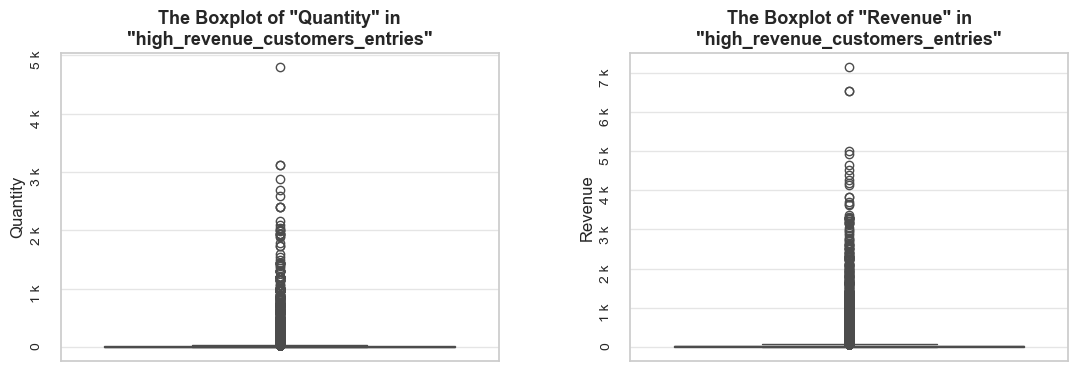 The Boxplot of "Quantity" in
"high_revenue_customers_entries"
5 k
4 k
3 k
2 k
1 k
0
Quantity
The Boxplot of "Revenue" in
"high_revenue_customers_entries"
7 k
6 k
5 k
4 k
3 k
2 k
1 k
0
Revenue